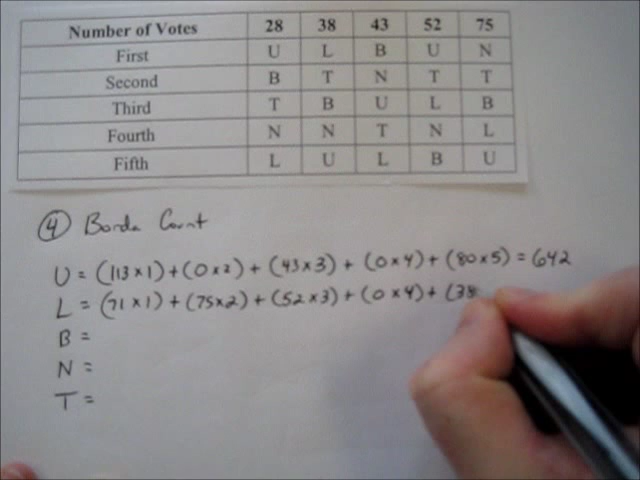 Number of Votes 28 38 43 52 75
First U L B U N
Second B T N T T
Third T B U L B
Fourth N N T N L
Fifth L U L B U
4 Borda Count
U = (113×1)+(0×2)+(43×3)+(0×4)+(80×5)=642
L = (71×1)+(75×2)+(52×3)+(0×4)+(38
B =
N =
T =